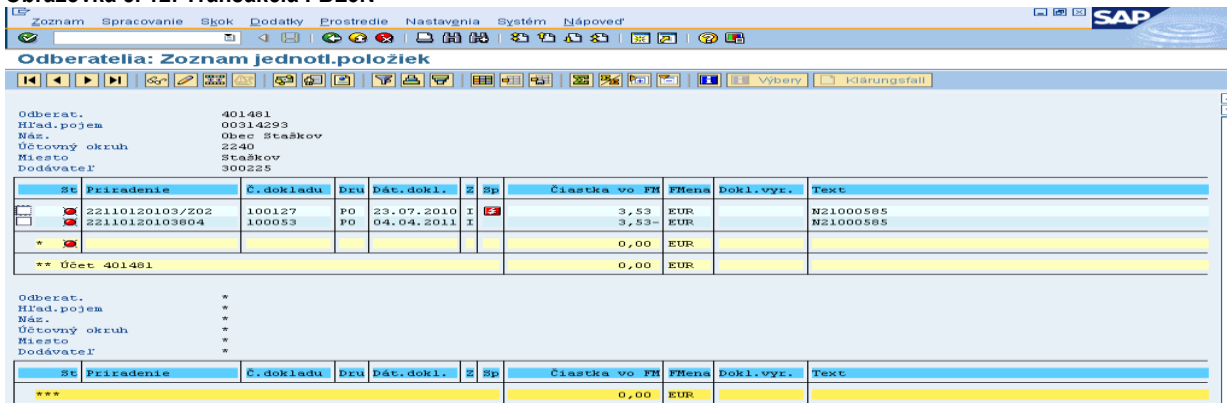 Obrazovka č. 12: Transakcia FBL5N
Zoznam Spracovanie Skok Dodatky Prostredie Nastavenia Systém Nápoveď
SAP
Odberatelia: Zoznam jednotl.položiek
Výbery Klärungsfall
Odberat. 401481
Hľad.pojem 00314293
Náz. Obec Staškov
Účtovný okruh 2240
Miesto Staškov
Dodávateľ 300225
St Priradenie Č.dokladu Dru Dát.dokl. Z Sp Čiastka vo FM FMena Dokl.vyr. Text
22110120103/Z02 100127 P0 23.07.2010 I 3,53 EUR N21000585
22110120103804 100053 P0 04.04.2011 I 3,53- EUR N21000585
* 0,00 EUR
** Účet 401481 0,00 EUR
Odberat. *
Hľad.pojem *
Náz. *
Účtovný okruh *
Miesto *
Dodávateľ *
St Priradenie Č.dokladu Dru Dát.dokl. Z Sp Čiastka vo FM FMena Dokl.vyr. Text
*** 0,00 EUR